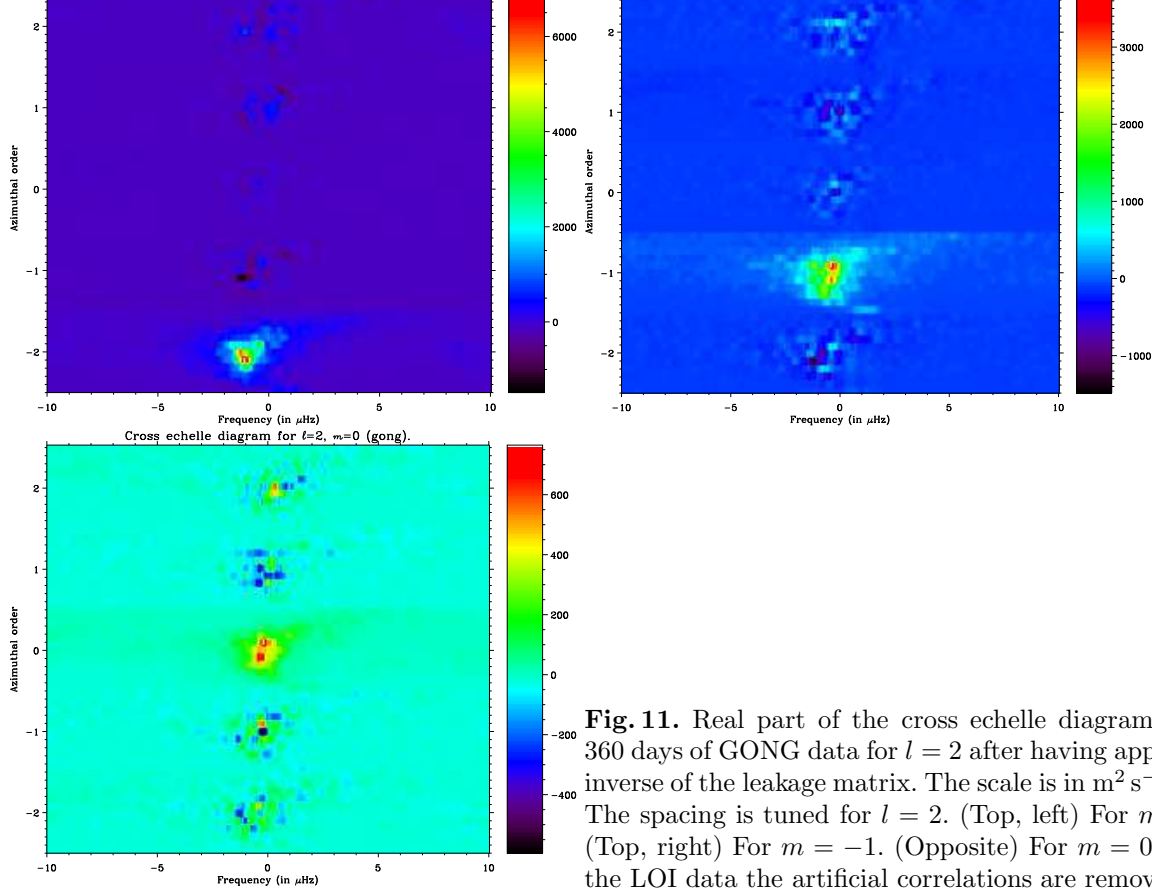 2
1
0
−1
−2
Azimuthal order
−10 −5 0 5 10
Frequency (in μHz)
6000
4000
2000
0
2
1
0
−1
−2
Azimuthal order
−10 −5 0 5 10
Frequency (in μHz)
3000
2000
1000
0
−1000
Cross echelle diagram for ℓ=2, m=0 (gong).
2
1
0
−1
−2
Azimuthal order
−10 −5 0 5 10
Frequency (in μHz)
600
400
200
0
−200
−400
Fig. 11. Real part of the cross echelle diagram
360 days of GONG data for l = 2 after having app
inverse of the leakage matrix. The scale is in m² s⁻
The spacing is tuned for l = 2. (Top, left) For m
(Top, right) For m = −1. (Opposite) For m = 0
the LOI data the artificial correlations are remov